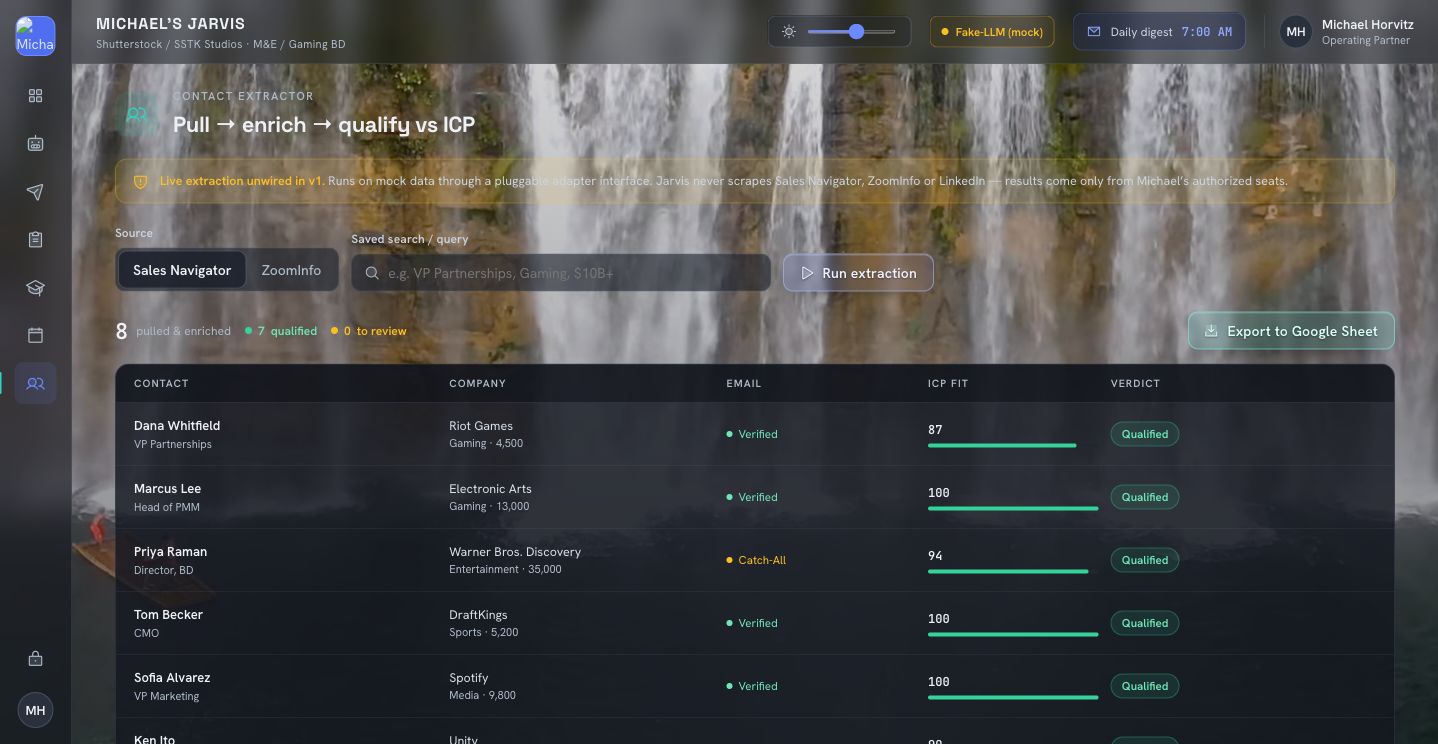 Micha
MICHAEL'S JARVIS
Shutterstock / SSTK Studios · M&E / Gaming BD
Fake-LLM (mock)
Daily digest 7:00 AM
MH
Michael Horvitz
Operating Partner
CONTACT EXTRACTOR
Pull → enrich → qualify vs ICP
Live extraction unwired in v1. Runs on mock data through a pluggable adapter interface. Jarvis never scrapes Sales Navigator, ZoomInfo or LinkedIn — results come only from Michael's authorized seats.
Source
Saved search / query
Sales Navigator
ZoomInfo
e.g. VP Partnerships, Gaming, $10B+
Run extraction
8 pulled & enriched 7 qualified 0 to review
Export to Google Sheet
CONTACT COMPANY EMAIL ICP FIT VERDICT
Dana Whitfield Riot Games Verified 87 Qualified
VP Partnerships Gaming · 4,500
Marcus Lee Electronic Arts Verified 100 Qualified
Head of PMM Gaming · 13,000
Priya Raman Warner Bros. Discovery Catch-All 94 Qualified
Director, BD Entertainment · 35,000
Tom Becker DraftKings Verified 100 Qualified
CMO Sports · 5,200
Sofia Alvarez Spotify Verified 100 Qualified
VP Marketing Media · 9,800
Ken Ito Unity
MH